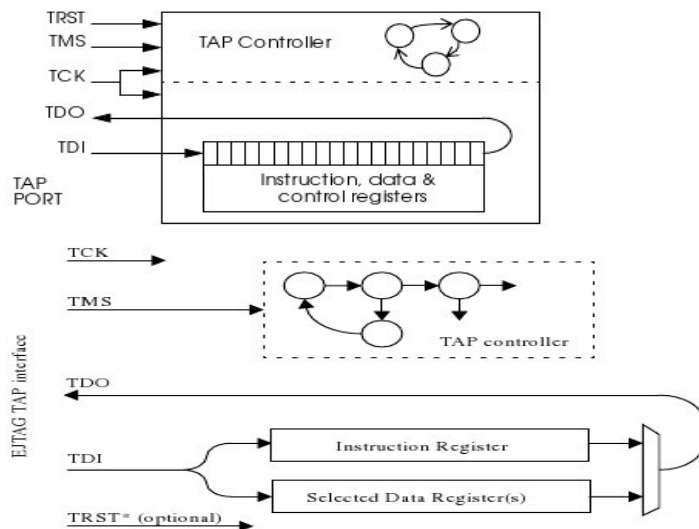 TRST
TMS
TAP Controller
TCK
TDO
TDI
TAP
PORT
Instruction, data &
control registers
TCK
TMS
TAP controller
EJTAG TAP interface
TDO
Instruction Register
TDI
Selected Data Register(s)
TRST* (optional)